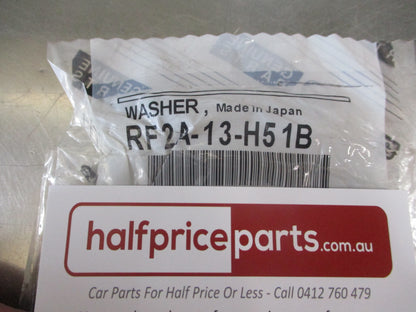 GENUINE
WASHER, Made in Japan
RF2A-13-H51B
halfpriceparts.com.au
Car Parts For Half Price Or Less - Call 0412 760 479